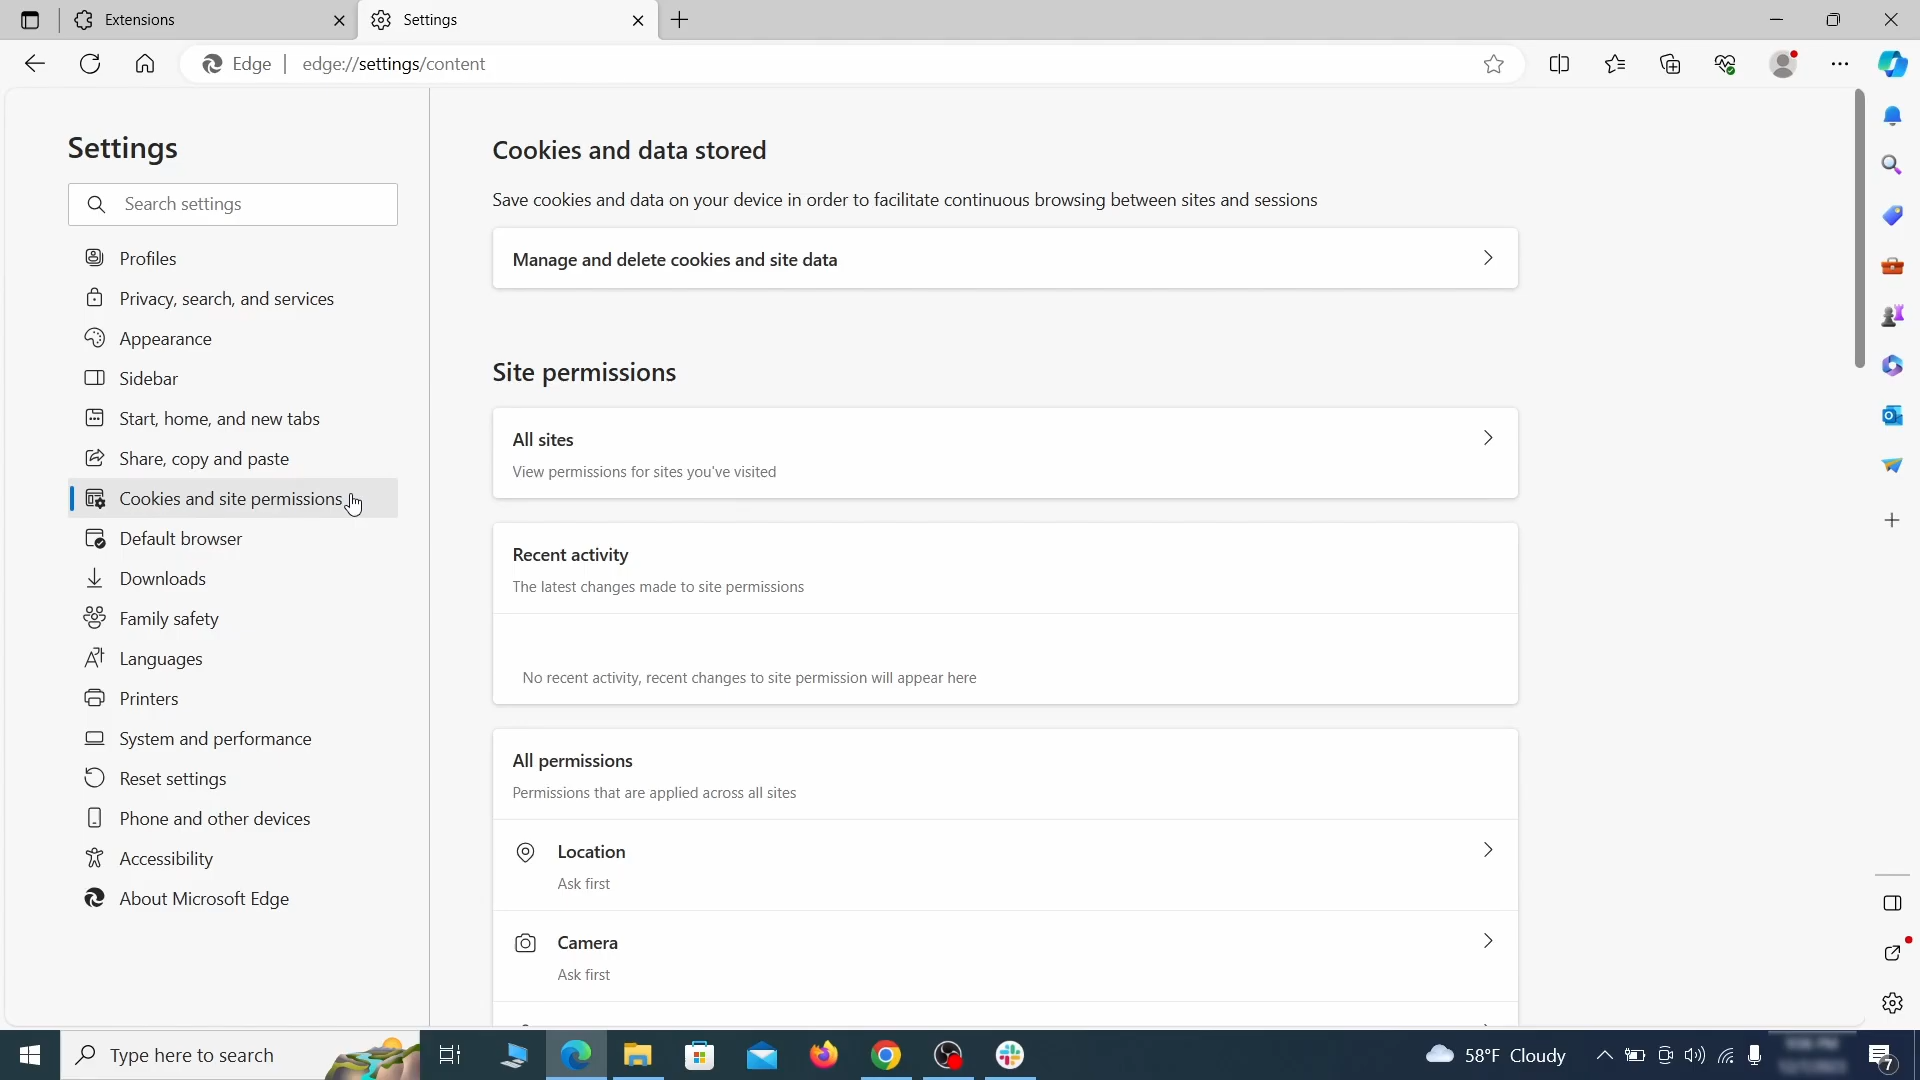 Extensions
Settings
Edge
edge://settings/content
Settings
Search settings
Profiles
Privacy, search, and services
Appearance
Sidebar
Start, home, and new tabs
Share, copy and paste
Cookies and site permissions
Default browser
Downloads
Family safety
Languages
Printers
System and performance
Reset settings
Phone and other devices
Accessibility
About Microsoft Edge
Cookies and data stored
Save cookies and data on your device in order to facilitate continuous browsing between sites and sessions
Manage and delete cookies and site data
Site permissions
All sites
View permissions for sites you've visited
Recent activity
The latest changes made to site permissions
No recent activity, recent changes to site permission will appear here
All permissions
Permissions that are applied across all sites
Location
Ask first
Camera
Ask first
Type here to search
58°F Cloudy
7